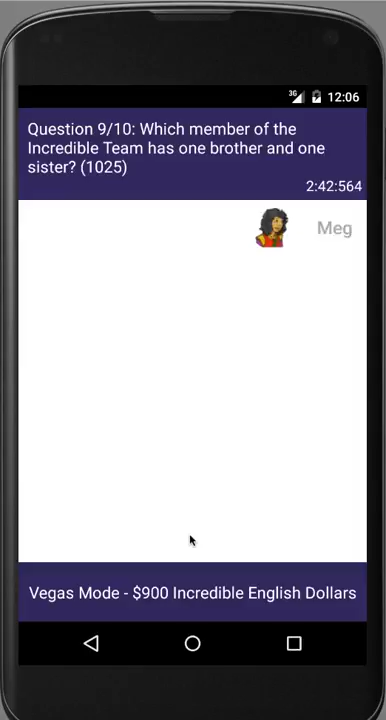 3G 12:06
Question 9/10: Which member of the
Incredible Team has one brother and one
sister? (1025)
2:42:564
Meg
Vegas Mode - $900 Incredible English Dollars